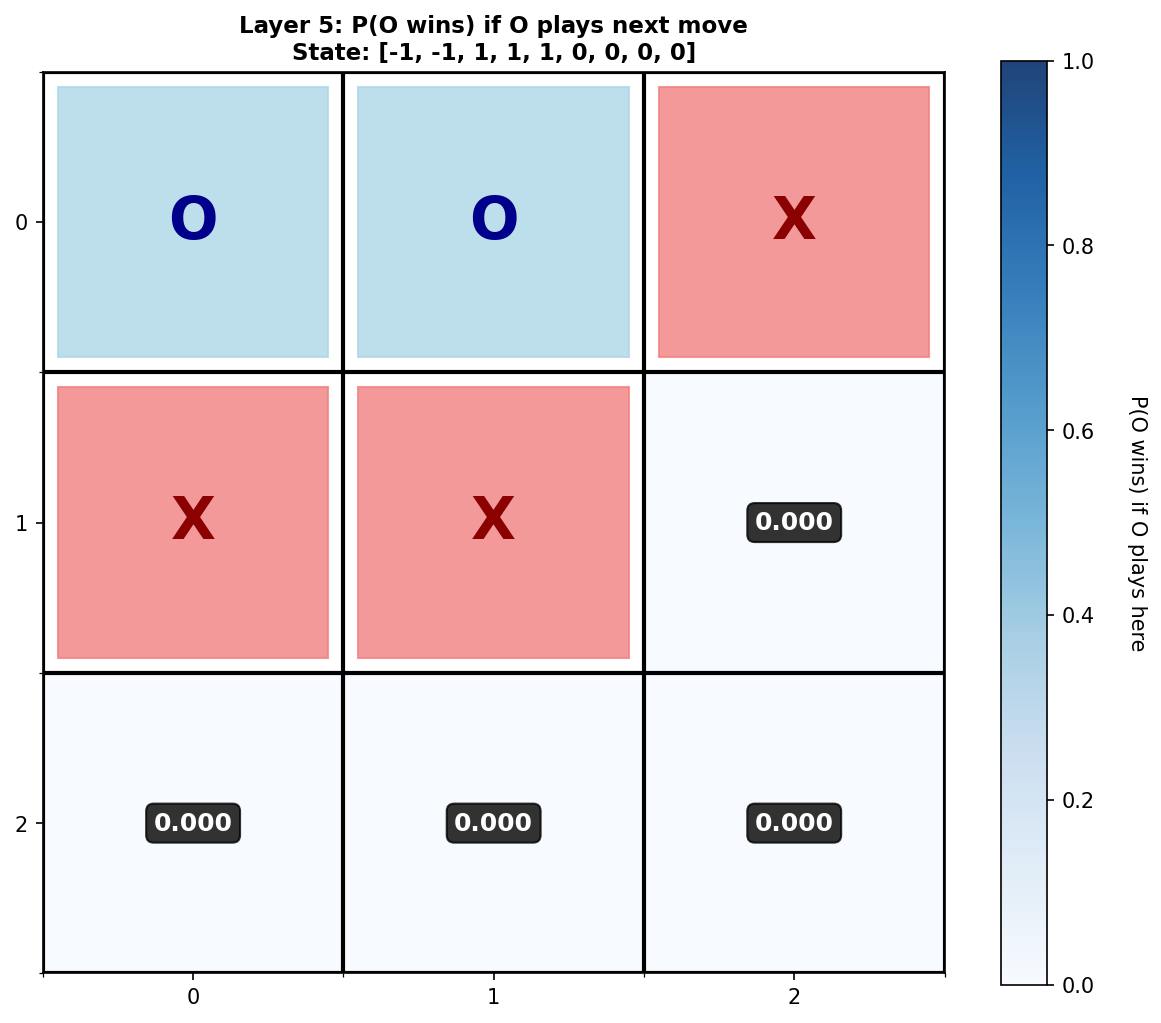 Layer 5: P(O wins) if O plays next move
State: [-1, -1, 1, 1, 1, 0, 0, 0, 0]
0
O
O
X
1
X
X
0.000
2
0.000
0.000
0.000
0
1
2
1.0
0.8
0.6
0.4
0.2
0.0
P(O wins) if O plays here